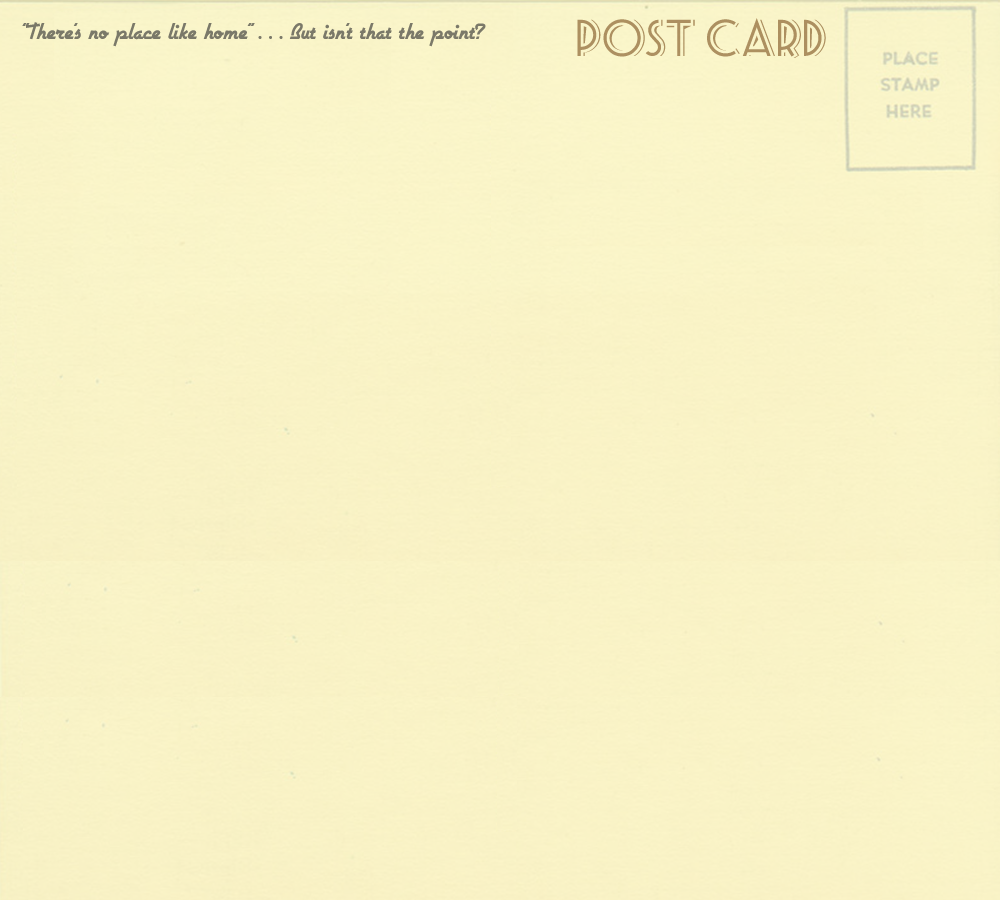 "There's no place like home" . . . But isn't that the point?
POST CARD
PLACE
STAMP
HERE